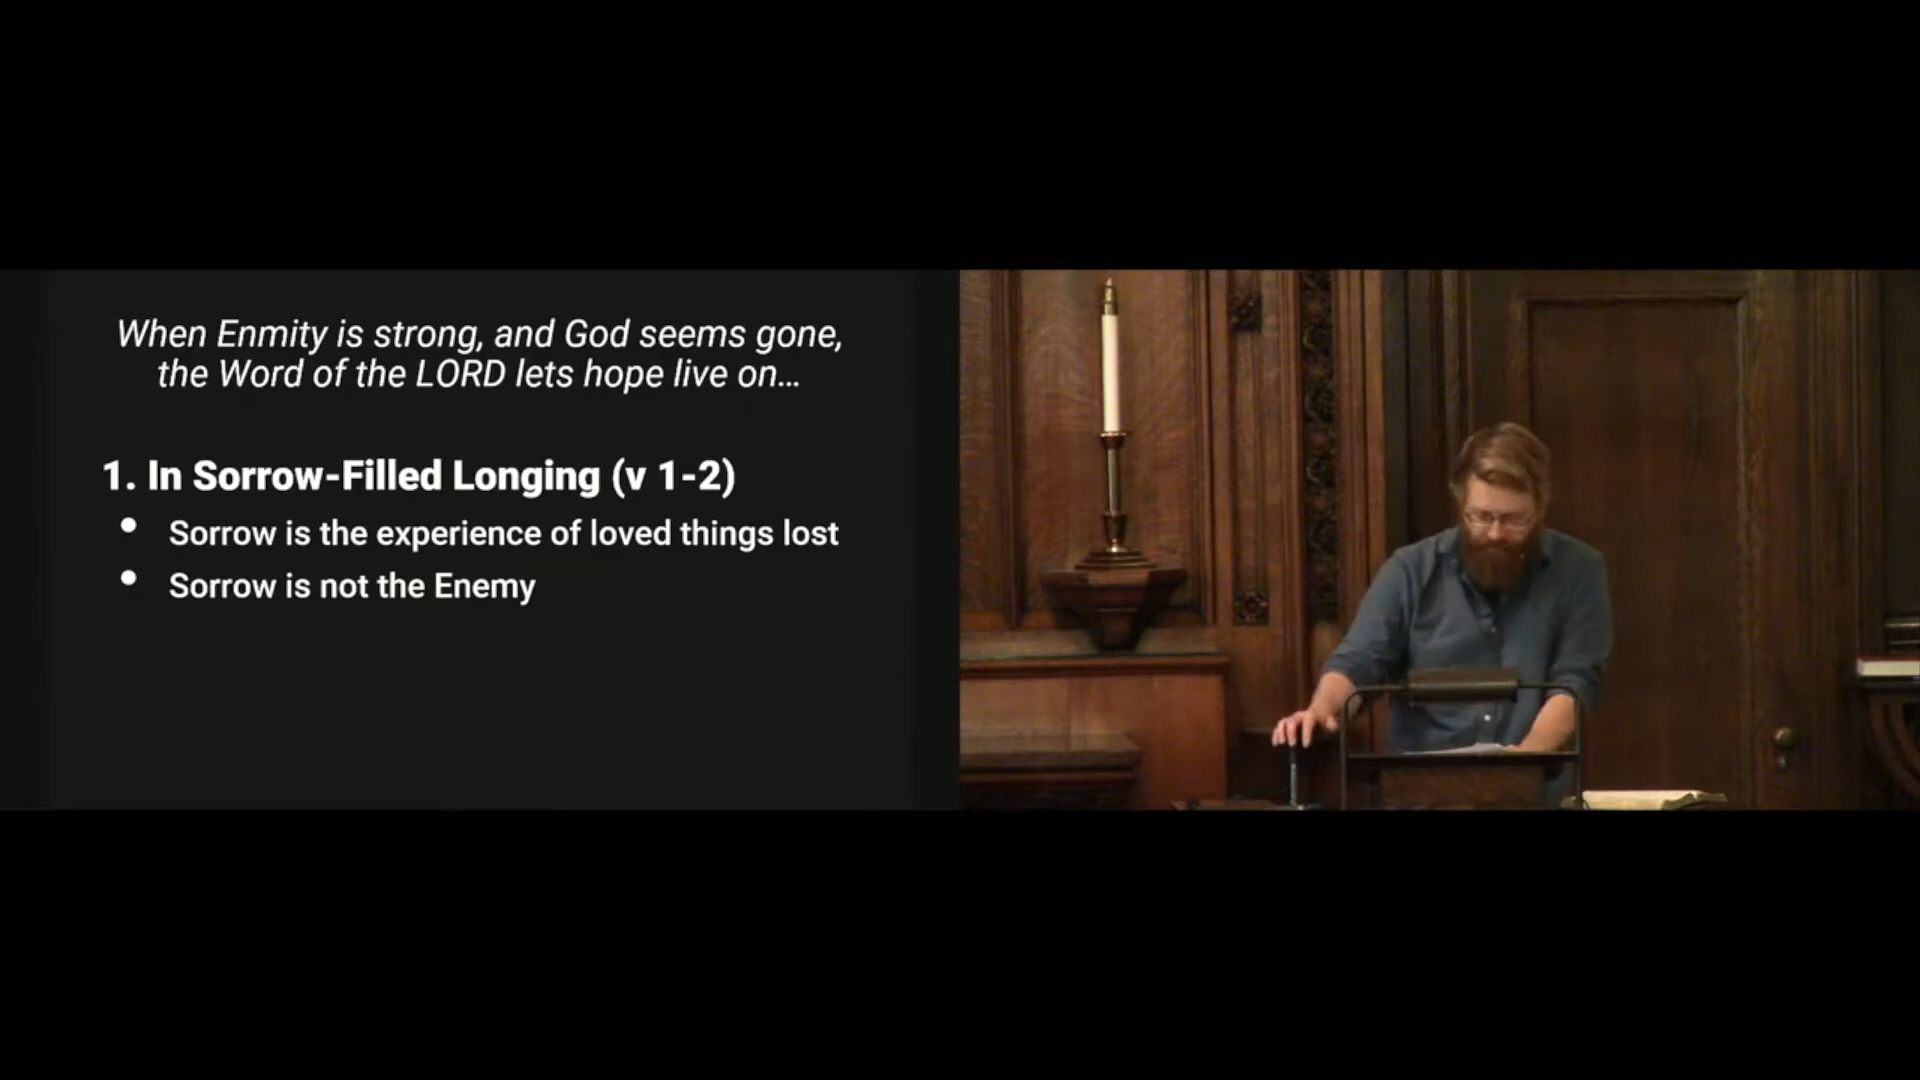 When Enmity is strong, and God seems gone,
the Word of the LORD lets hope live on...
1. In Sorrow-Filled Longing (v 1-2)
• Sorrow is the experience of loved things lost
• Sorrow is not the Enemy